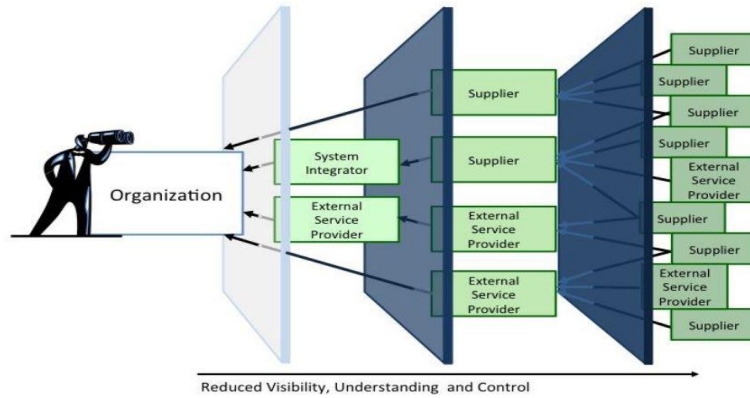 Organization
System
Integrator
External
Service
Provider
Supplier
Supplier
External
Service
Provider
External
Service
Provider
Supplier
Supplier
Supplier
Supplier
External
Service
Provider
Supplier
Supplier
External
Service
Provider
Supplier
Reduced Visibility, Understanding and Control